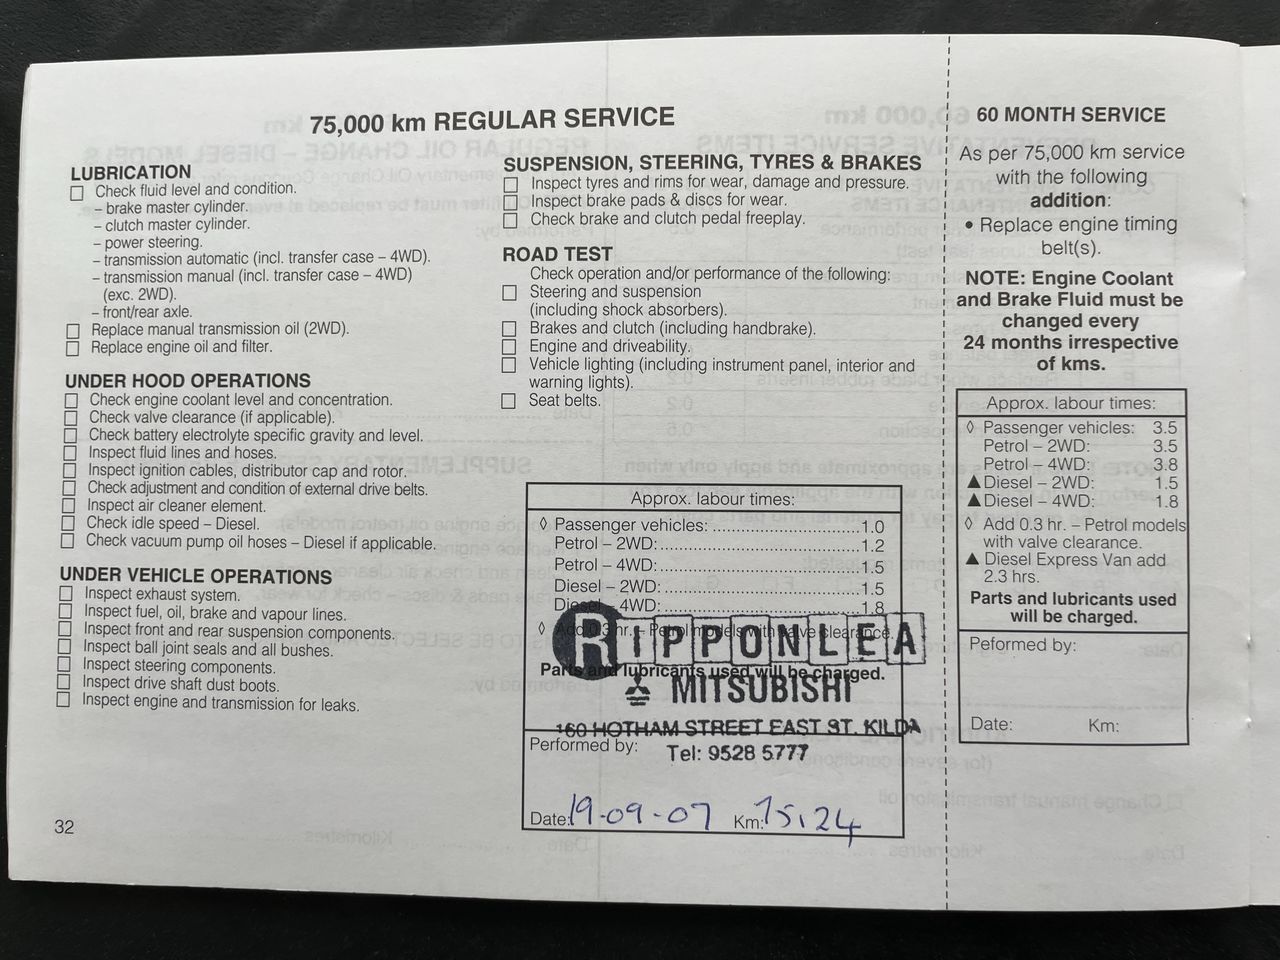 75,000 km REGULAR SERVICE
LUBRICATION
Check fluid level and condition.
– brake master cylinder.
– clutch master cylinder.
– power steering.
– transmission automatic (incl. transfer case – 4WD).
– transmission manual (incl. transfer case – 4WD)
(exc. 2WD).
– front/rear axle.
Replace manual transmission oil (2WD).
Replace engine oil and filter.
UNDER HOOD OPERATIONS
Check engine coolant level and concentration.
Check valve clearance (if applicable).
Check battery electrolyte specific gravity and level.
Inspect fluid lines and hoses.
Inspect ignition cables, distributor cap and rotor.
Check adjustment and condition of external drive belts.
Inspect air cleaner element.
Check idle speed – Diesel.
Check vacuum pump oil hoses – Diesel if applicable.
UNDER VEHICLE OPERATIONS
Inspect exhaust system.
Inspect fuel, oil, brake and vapour lines.
Inspect front and rear suspension components.
Inspect ball joint seals and all bushes.
Inspect steering components.
Inspect drive shaft dust boots.
Inspect engine and transmission for leaks.
32
SUSPENSION, STEERING, TYRES & BRAKES
Inspect tyres and rims for wear, damage and pressure.
Inspect brake pads & discs for wear.
Check brake and clutch pedal freeplay.
ROAD TEST
Check operation and/or performance of the following:
Steering and suspension
(including shock absorbers).
Brakes and clutch (including handbrake).
Engine and driveability.
Vehicle lighting (including instrument panel, interior and
warning lights).
Seat belts.
Approx. labour times:
◊ Passenger vehicles: 1.0
Petrol – 2WD: 1.2
Petrol – 4WD: 1.5
Diesel – 2WD: 1.5
Diesel – 4WD: 1.8
◊ Add 0.3 hr. – Petrol models with valve clearance.
Parts and lubricants used will be charged.
RIPPONLEA
MITSUBISHI
160 HOTHAM STREET EAST ST. KILDA
Tel: 9528 5777
Performed by:
Date: 19-09-07 Km: 75,24
60 MONTH SERVICE
As per 75,000 km service
with the following
addition:
• Replace engine timing
belt(s).
NOTE: Engine Coolant
and Brake Fluid must be
changed every
24 months irrespective
of kms.
Approx. labour times:
◊ Passenger vehicles: 3.5
Petrol – 2WD: 3.5
Petrol – 4WD: 3.8
▲ Diesel – 2WD: 1.5
▲ Diesel – 4WD: 1.8
◊ Add 0.3 hr. – Petrol models
with valve clearance.
▲ Diesel Express Van add
2.3 hrs.
Parts and lubricants used
will be charged.
Peformed by:
Date: Km: